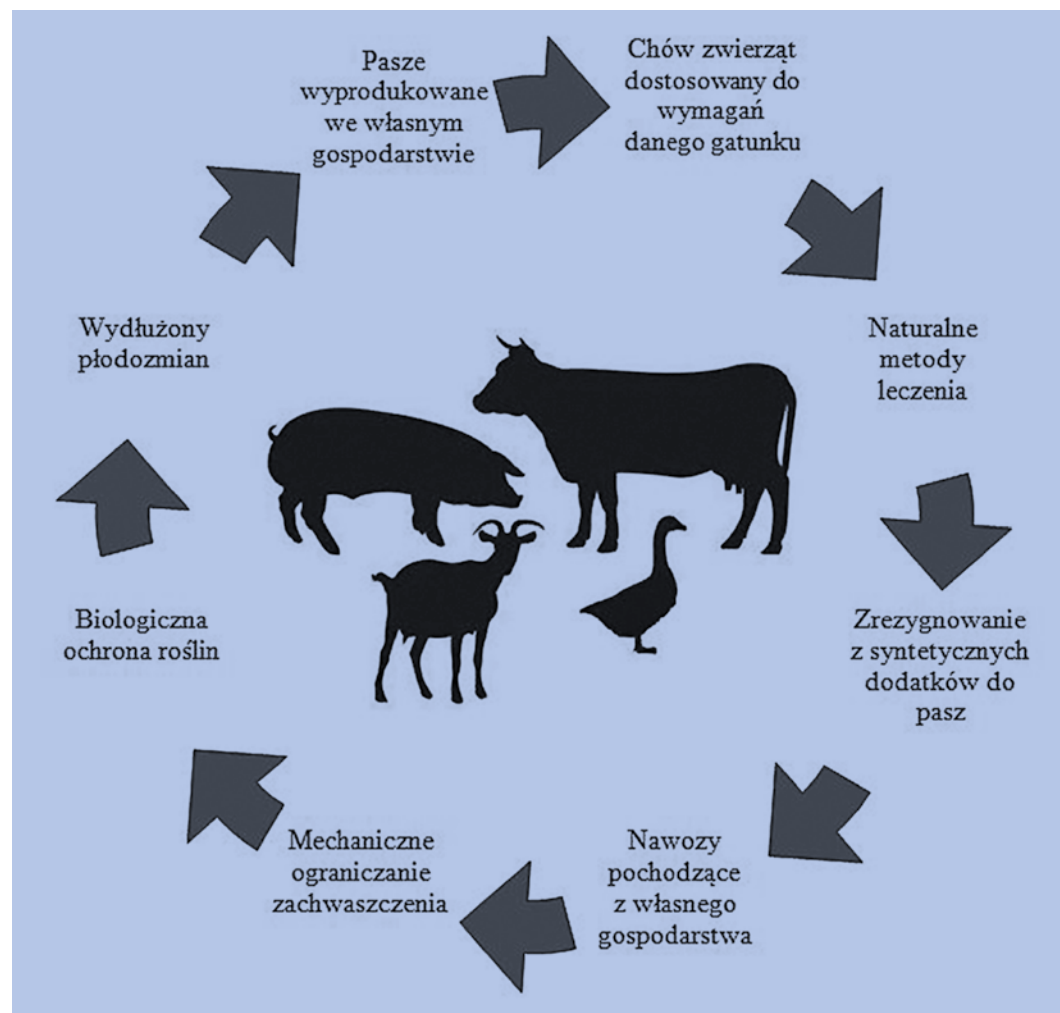 Pasze
wyprodukowane
we własnym
gospodarstwie
Chów zwierząt
dostosowany do
wymagań
danego gatunku
Naturalne
metody
leczenia
Zrezygnowanie
z syntetycznych
dodatków do
pasz
Nawozy
pochodzące
z własnego
gospodarstwa
Mechaniczne
ograniczanie
zachwaszczenia
Biologiczna
ochrona roślin
Wydłużony
płodozmian